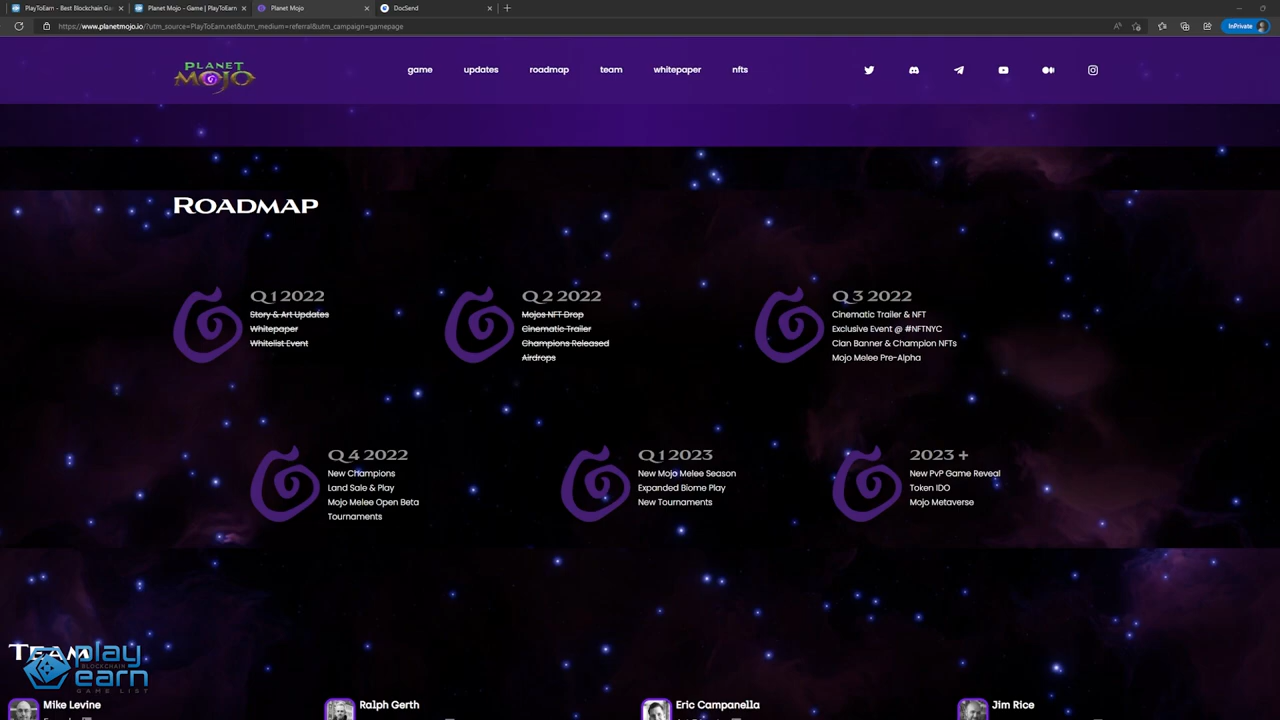 PlayToEarn - Best Blockchain Ga
Planet Mojo - Game | PlayToEarn
Planet Mojo
DocSend
https://www.planetmojo.io/?utm_source=PlayToEarn.net&utm_medium=referral&utm_campaign=gamepage
InPrivate
PLANET
MOJO
game
updates
roadmap
team
whitepaper
nfts
Roadmap
Q1 2022
Story & Art Updates
Whitepaper
Whitelist Event
Q2 2022
Mojos NFT Drop
Cinematic Trailer
Champions Released
Airdrops
Q3 2022
Cinematic Trailer & NFT
Exclusive Event @ #NFTNYC
Clan Banner & Champion NFTs
Mojo Melee Pre-Alpha
Q4 2022
New Champions
Land Sale & Play
Mojo Melee Open Beta
Tournaments
Q1 2023
New Mojo Melee Season
Expanded Biome Play
New Tournaments
2023 +
New PvP Game Reveal
Token IDO
Mojo Metaverse
Team
play
BLOCKCHAIN
earn
GAME LIST
Mike Levine
Ralph Gerth
Eric Campanella
Jim Rice